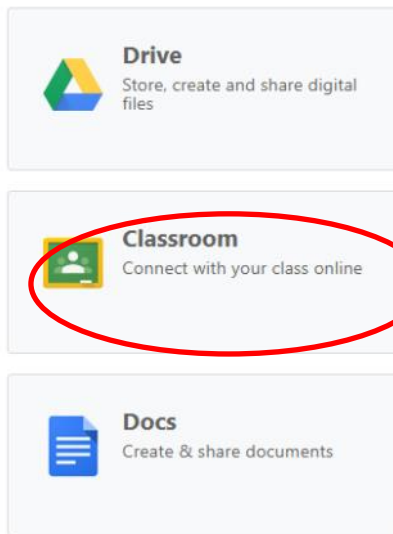 Drive
Store, create and share digital
files
Classroom
Connect with your class online
Docs
Create & share documents